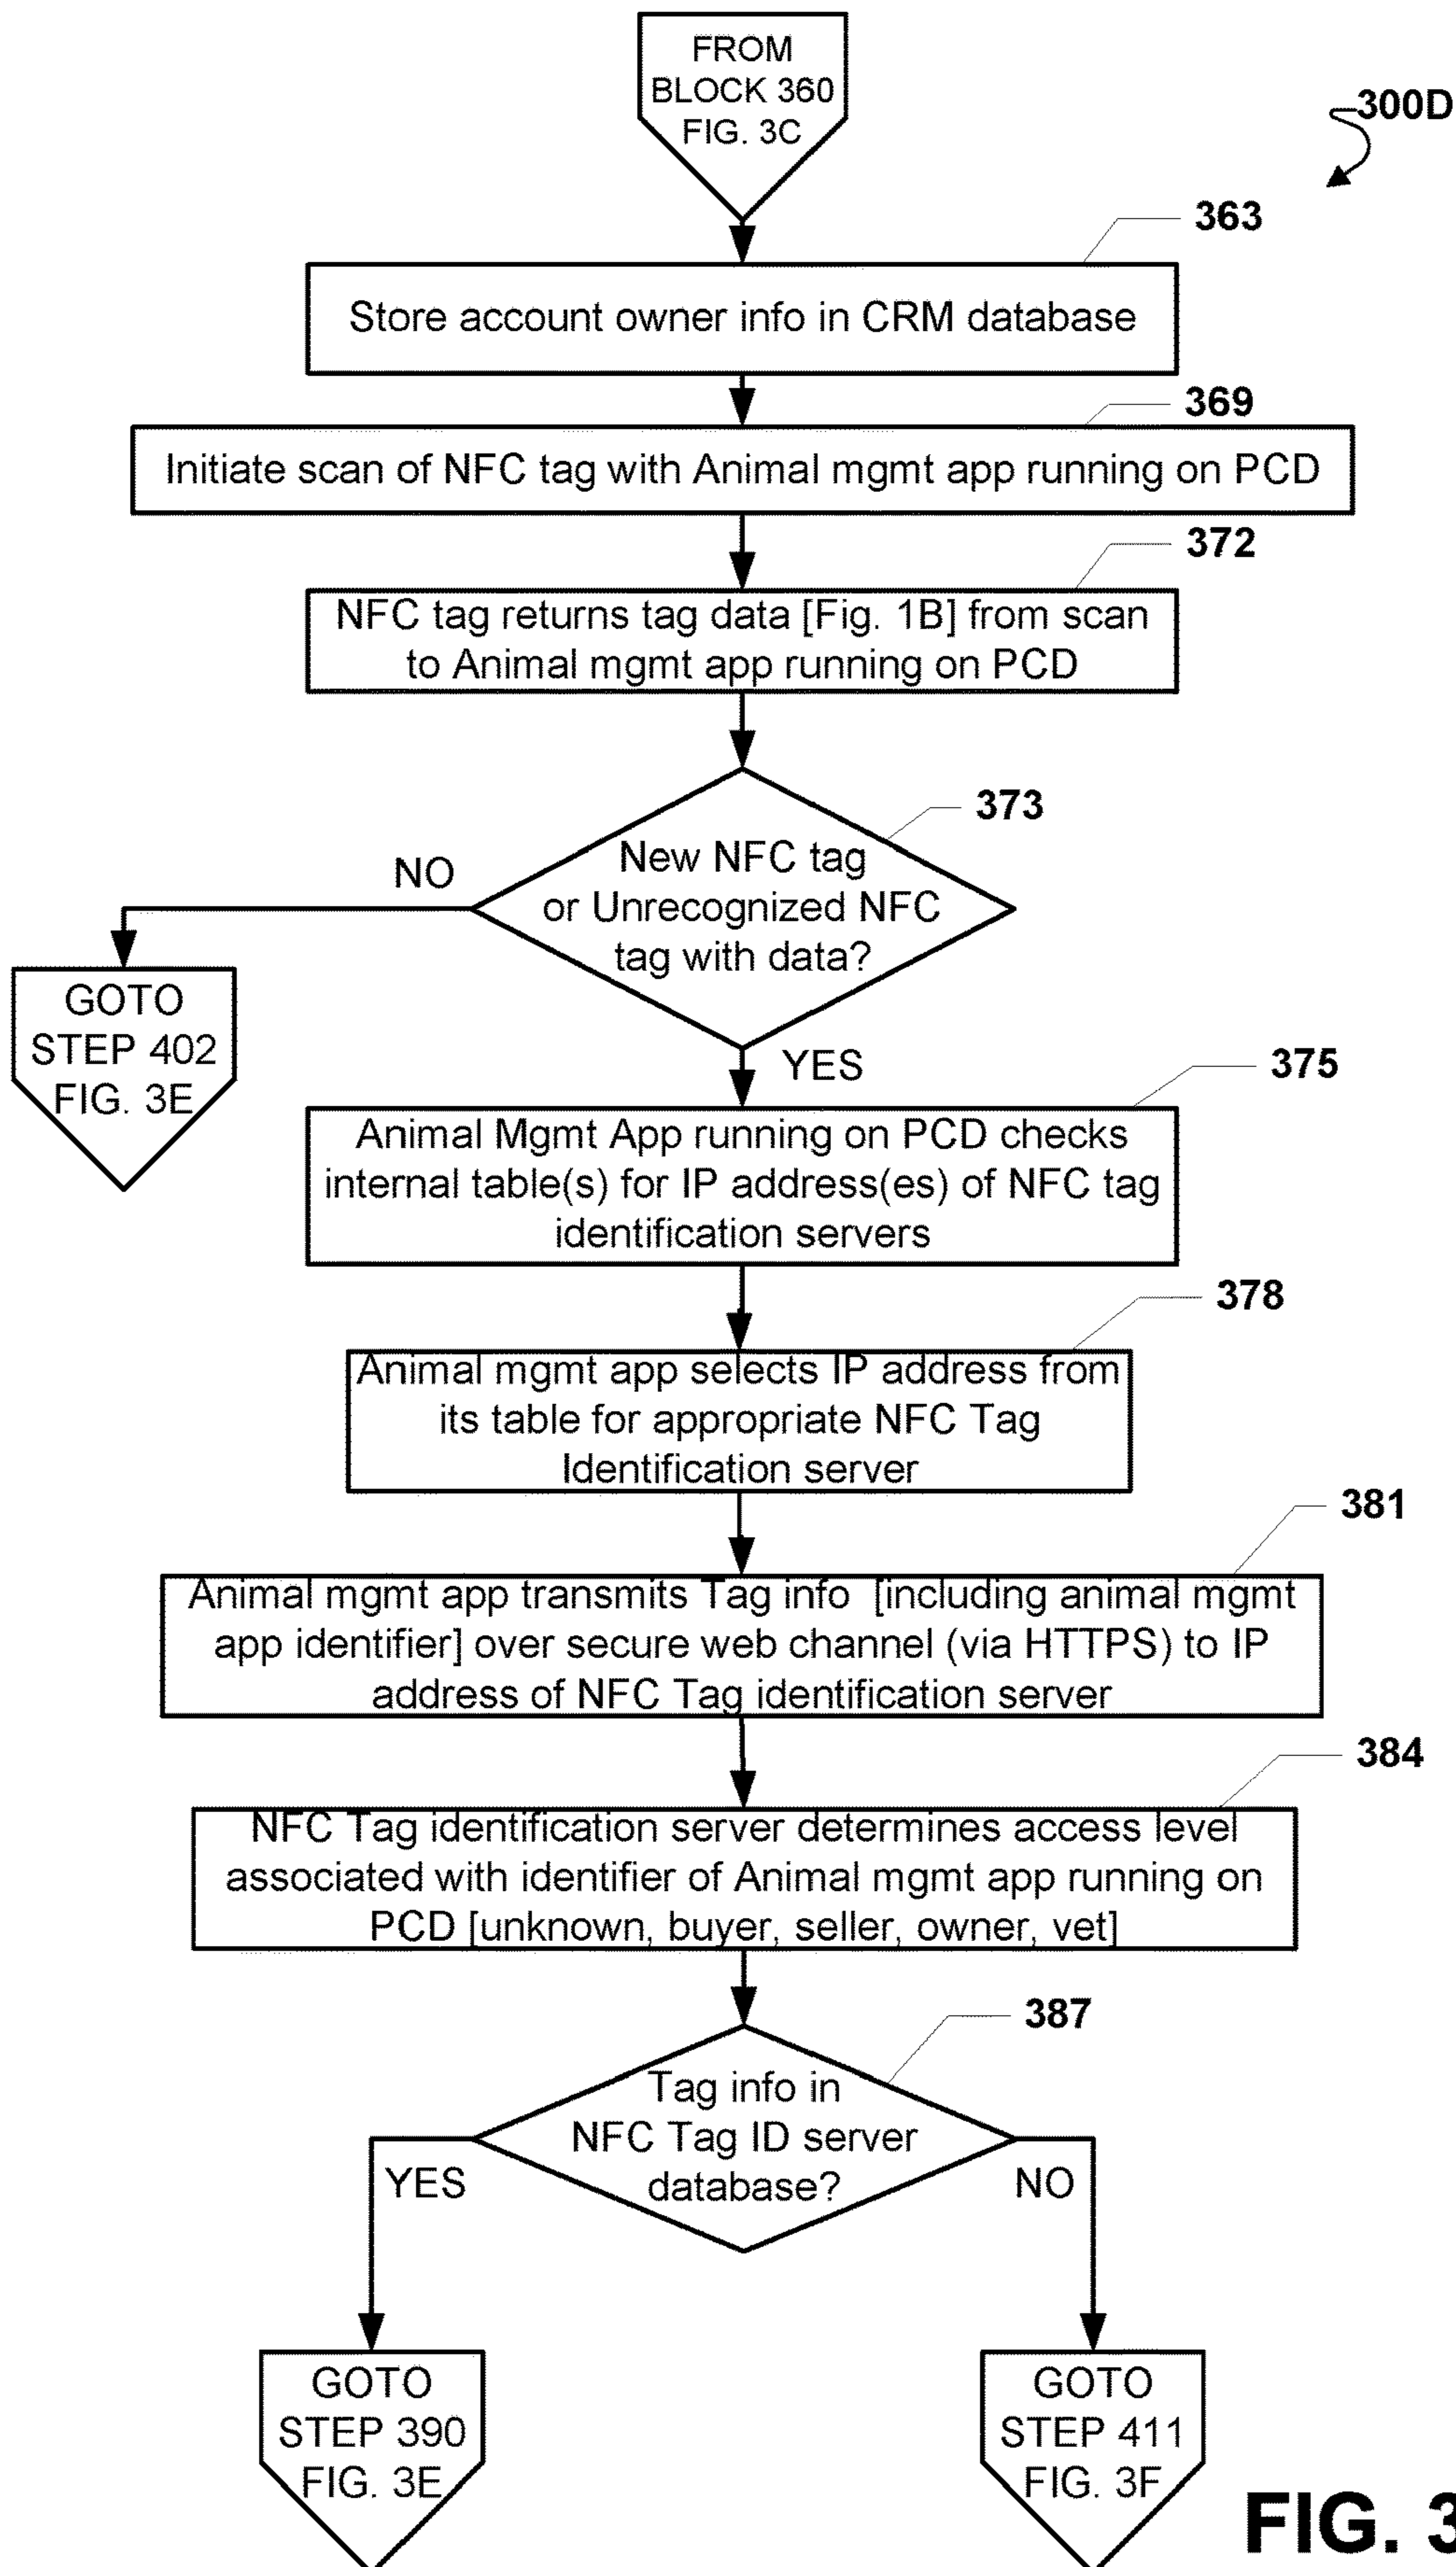 FROM
BLOCK 360
FIG. 3C
300D
363
Store account owner info in CRM database
369
Initiate scan of NFC tag with Animal mgmt app running on PCD
372
NFC tag returns tag data [Fig. 1B] from scan
to Animal mgmt app running on PCD
373
New NFC tag
or Unrecognized NFC
tag with data?
NO
GOTO
STEP 402
FIG. 3E
YES
375
Animal Mgmt App running on PCD checks
internal table(s) for IP address(es) of NFC tag
identification servers
378
Animal mgmt app selects IP address from
its table for appropriate NFC Tag
Identification server
381
Animal mgmt app transmits Tag info [including animal mgmt
app identifier] over secure web channel (via HTTPS) to IP
address of NFC Tag identification server
384
NFC Tag identification server determines access level
associated with identifier of Animal mgmt app running on
PCD [unknown, buyer, seller, owner, vet]
387
Tag info in
NFC Tag ID server
database?
YES
NO
GOTO
STEP 390
FIG. 3E
GOTO
STEP 411
FIG. 3F
FIG. 3